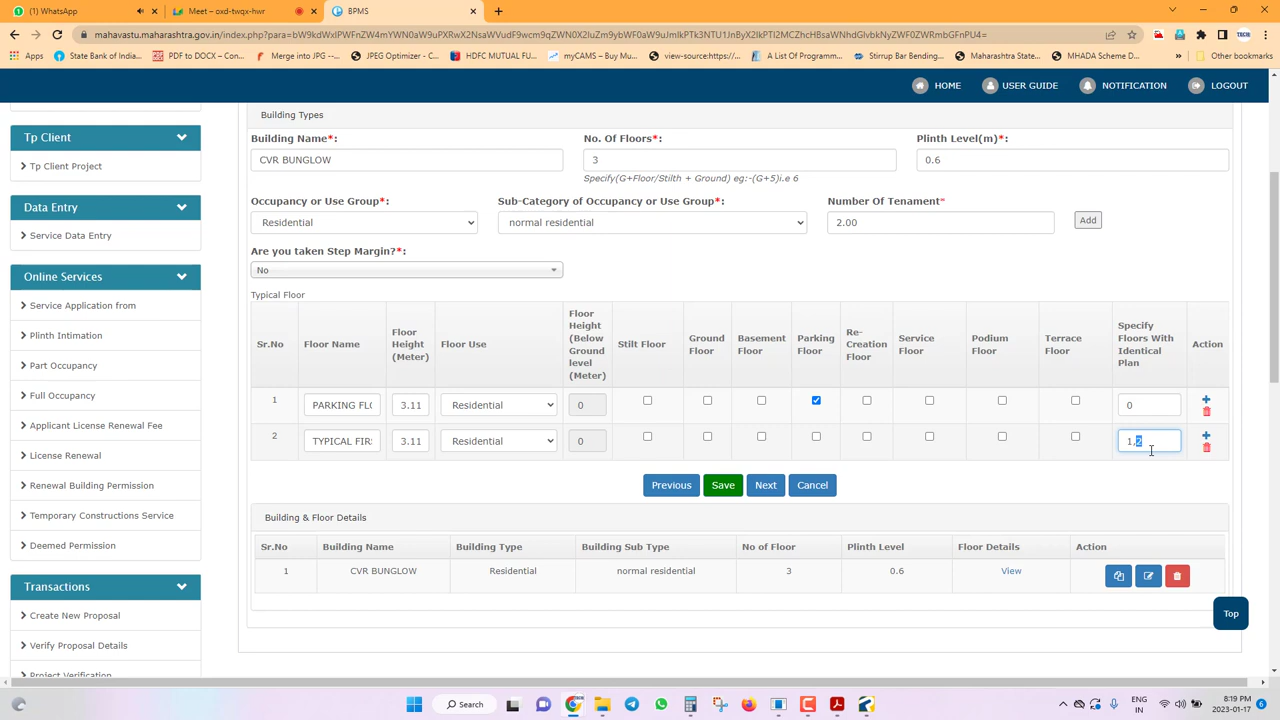 (5) WhatsApp
Meet – oxd-twqx-hwr
BPMS
mahavastu.maharashtra.gov.in/index.php?
Apps
State Bank of India...
PDF to DOCX – Con...
Merge into JPG --...
JPEG Optimizer - C...
HDFC MUTUAL FU...
myCAMS – Buy Mu...
view-source:https:/...
A List Of Programm...
Stirrup Bar Bending...
Maharashtra State...
MHADA Scheme D...
Other bookmarks
HOME
USER GUIDE
NOTIFICATION
LOGOUT
Tp Client
Tp Client Project
Data Entry
Service Data Entry
Online Services
Service Application from
Plinth Intimation
Part Occupancy
Full Occupancy
Applicant License Renewal Fee
License Renewal
Renewal Building Permission
Temporary Constructions Service
Deemed Permission
Transactions
Create New Proposal
Verify Proposal Details
Project Verification
Building Types
Building Name*: No. Of Floors*: Plinth Level(m)*:
CVR BUNGLOW 3 0.6
Specify(G+Floor/Stilth + Ground) eg:-(G+5)i.e 6
Occupancy or Use Group*: Sub-Category of Occupancy or Use Group*: Number Of Tenament*
Residential normal residential 2.00 Add
Are you taken Step Margin?*:
No
Typical Floor
Sr.No
Floor Name
Floor
Height
(Meter)
Floor Use
Floor
Height
(Below
Ground
level
(Meter)
Stilt Floor
Ground
Floor
Basement
Floor
Parking
Floor
Re-
Creation
Floor
Service
Floor
Podium
Floor
Terrace
Floor
Specify
Floors With
Identical
Plan
Action
1 PARKING FLO 3.11 Residential 0 0
2 TYPICAL FIR 3.11 Residential 0 1,2
Previous Save Next Cancel
Building & Floor Details
Sr.No Building Name Building Type Building Sub Type No of Floor Plinth Level Floor Details Action
1 CVR BUNGLOW Residential normal residential 3 0.6 View
Top
Search
ENG
IN
8:19 PM
2023-01-17